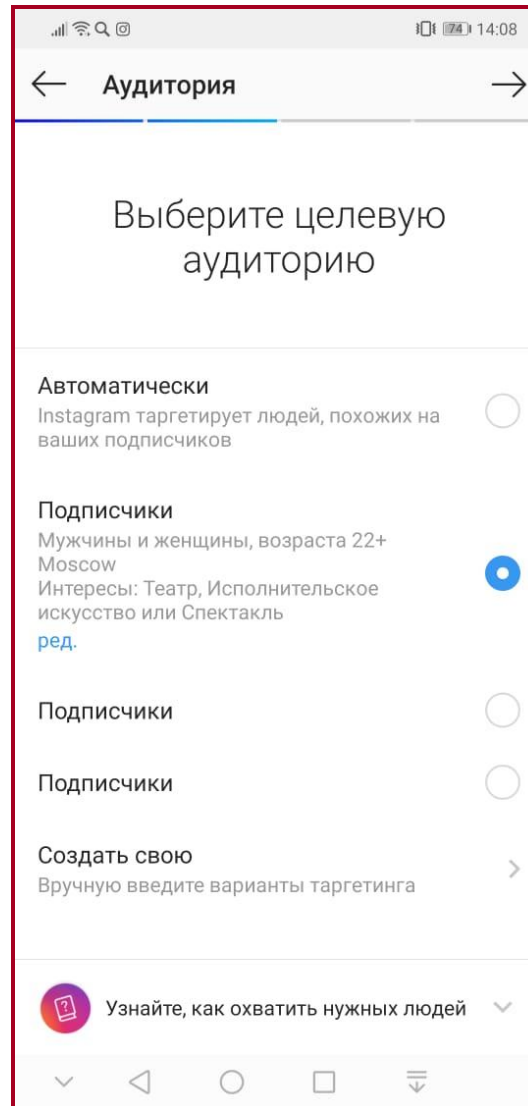 74 14:08
Аудитория
Выберите целевую
аудиторию
Автоматически
Instagram таргетирует людей, похожих на
ваших подписчиков
Подписчики
Мужчины и женщины, возраста 22+
Moscow
Интересы: Театр, Исполнительское
искусство или Спектакль
ред.
Подписчики
Подписчики
Создать свою
Вручную введите варианты таргетинга
Узнайте, как охватить нужных людей